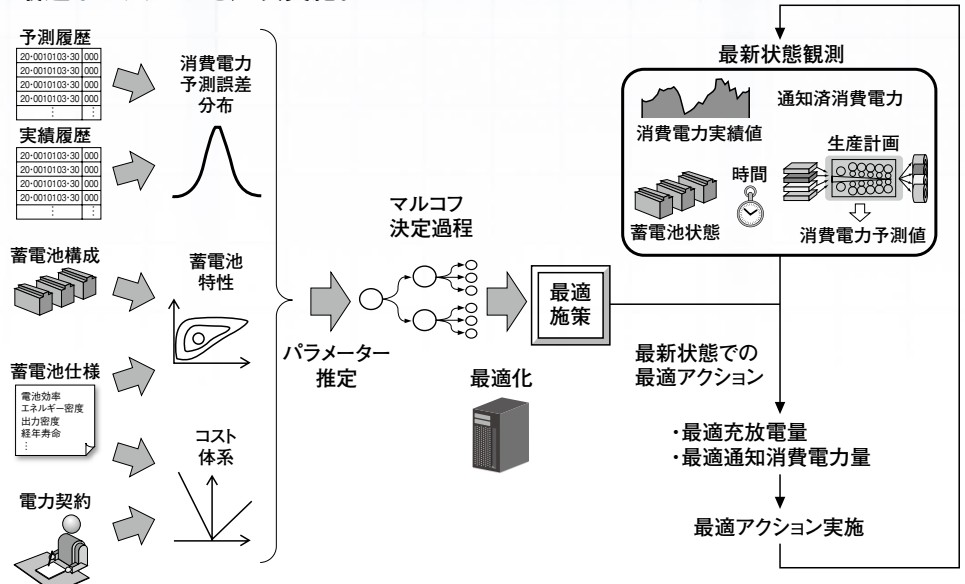 予測履歴
20・0010103・30 000
20・0010103・30 000
20・0010103・30 000
20・0010103・30 000
⋮ ⋮
実績履歴
20・0010103・30 000
20・0010103・30 000
20・0010103・30 000
20・0010103・30 000
⋮ ⋮
蓄電池構成
蓄電池仕様
電池効率
エネルギー密度
出力密度
経年寿命
⋮
電力契約
消費電力
予測誤差
分布
蓄電池
特性
コスト
体系
パラメーター
推定
マルコフ
決定過程
最適化
最適
施策
最新状態観測
消費電力実績値
通知済消費電力
蓄電池状態
時間
生産計画
消費電力予測値
最新状態での
最適アクション
・最適充放電量
・最適通知消費電力量
最適アクション実施